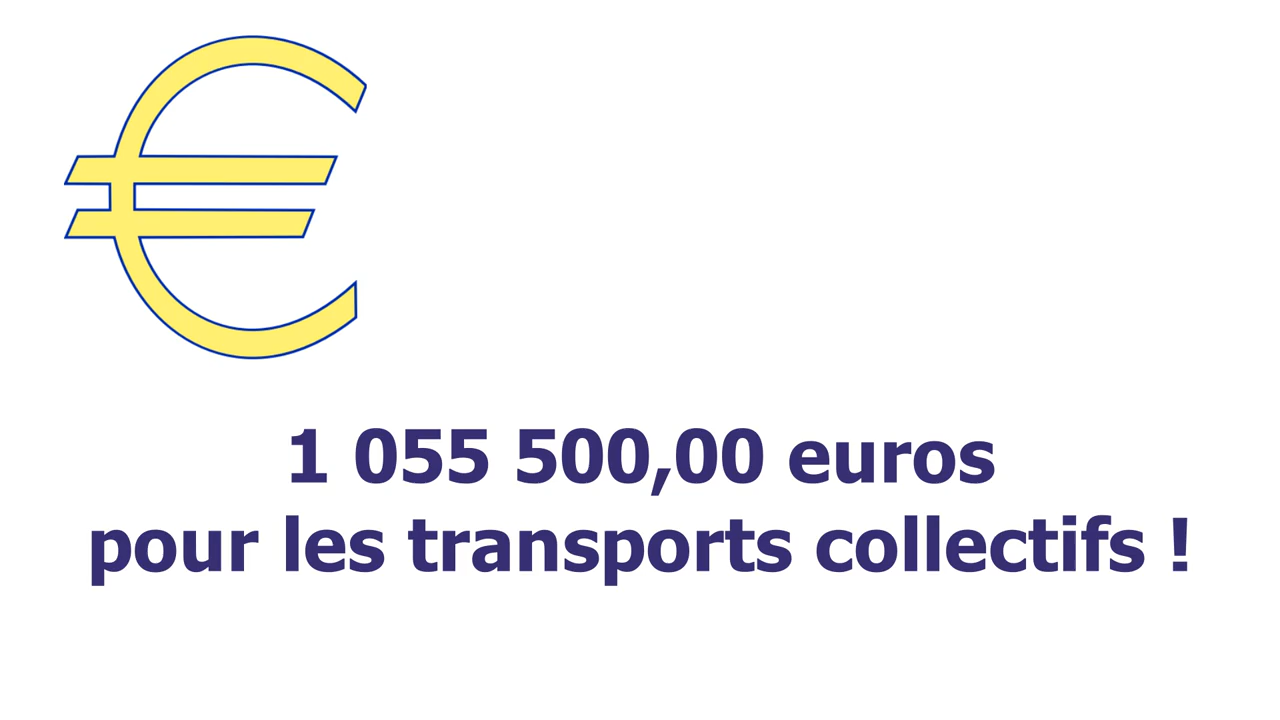 €
1 055 500,00 euros
pour les transports collectifs !